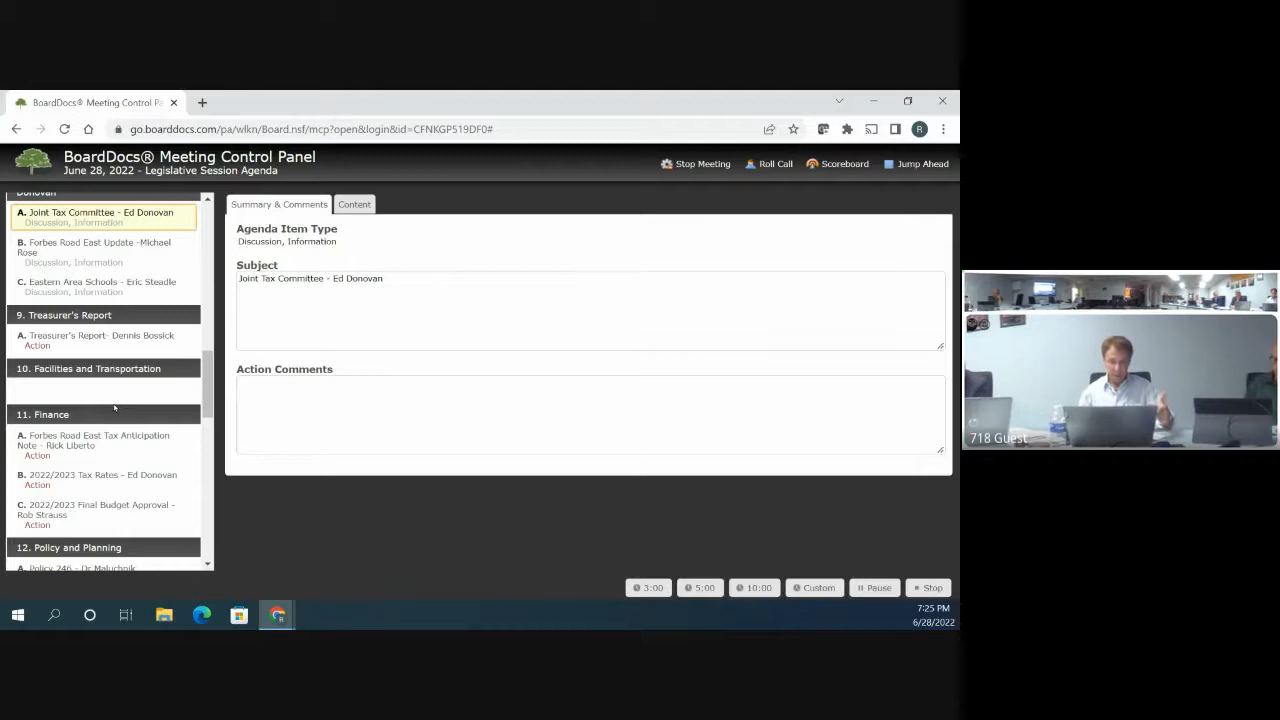 BoardDocs® Meeting Control Pa
go.boarddocs.com/pa/wlkn/Board.nsf/mcp?open&login&id=CFNKGP519DF0#
R
BoardDocs® Meeting Control Panel
June 28, 2022 - Legislative Session Agenda
Stop Meeting
Roll Call
Scoreboard
Jump Ahead
Donovan
A. Joint Tax Committee - Ed Donovan
Discussion, Information
B. Forbes Road East Update -Michael
Rose
Discussion, Information
C. Eastern Area Schools - Eric Steadle
Discussion, Information
9. Treasurer's Report
A. Treasurer's Report- Dennis Bossick
Action
10. Facilities and Transportation
11. Finance
A. Forbes Road East Tax Anticipation
Note - Rick Liberto
Action
B. 2022/2023 Tax Rates - Ed Donovan
Action
C. 2022/2023 Final Budget Approval -
Rob Strauss
Action
12. Policy and Planning
A. Policy 246 - Dr Maluchnik
Summary & Comments
Content
Agenda Item Type
Discussion, Information
Subject
Joint Tax Committee - Ed Donovan
Action Comments
3:00
5:00
10:00
Custom
Pause
Stop
7:25 PM
6/28/2022
718 Guest